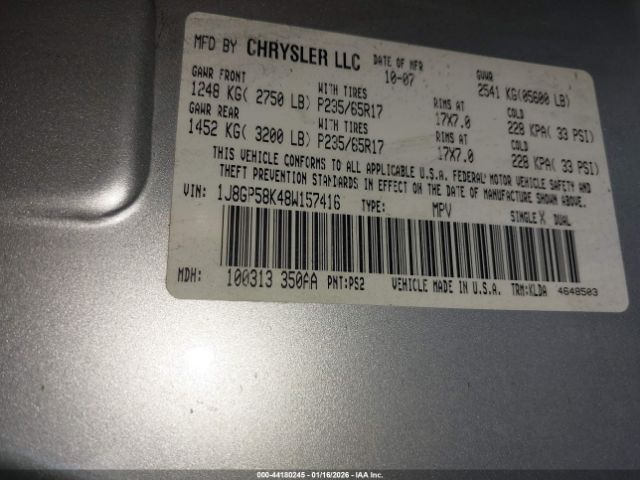 MFD BY CHRYSLER LLC DATE OF MFR 10-07 GVWR 2541 KG(05600 LB)
GAWR FRONT WITH TIRES RIMS AT COLD
1248 KG( 2750 LB) P235/65R17 17X7.0 228 KPA( 33 PSI)
GAWR REAR WITH TIRES RIMS AT COLD
1452 KG( 3200 LB) P235/65R17 17X7.0 228 KPA( 33 PSI)
THIS VEHICLE CONFORMS TO ALL APPLICABLE U.S.A. FEDERAL MOTOR VEHICLE SAFETY AND
THEFT PREVENTION STANDARDS IN EFFECT ON THE DATE OF MANUFACTURE SHOWN ABOVE.
VIN: 1J8GP58K48W157416 TYPE: MPV SINGLE X DUAL
MDH: 100313 350AA PNT:PS2 VEHICLE MADE IN U.S.A. TRM:KLDA 4648503
000-44180245 - 01/16/2026 - IAA Inc.